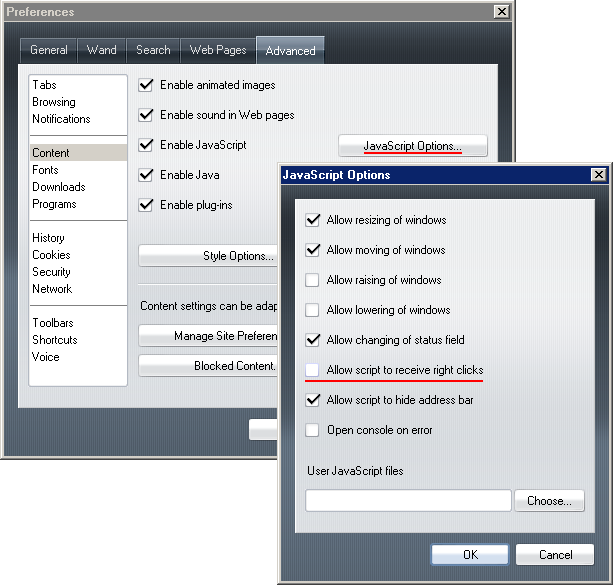 Preferences
General
Wand
Search
Web Pages
Advanced
Tabs
Browsing
Notifications
Content
Fonts
Downloads
Programs
History
Cookies
Security
Network
Toolbars
Shortcuts
Voice
Enable animated images
Enable sound in Web pages
Enable JavaScript
JavaScript Options...
Enable Java
Enable plug-ins
Style Options...
Content settings can be adap
Manage Site Preferen
Blocked Content.
JavaScript Options
Allow resizing of windows
Allow moving of windows
Allow raising of windows
Allow lowering of windows
Allow changing of status field
Allow script to receive right clicks
Allow script to hide address bar
Open console on error
User JavaScript files
Choose...
OK
Cancel